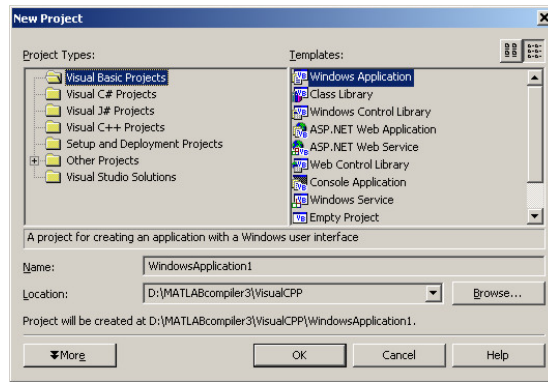 New Project
Project Types:
Visual Basic Projects
Visual C# Projects
Visual J# Projects
Visual C++ Projects
Setup and Deployment Projects
Other Projects
Visual Studio Solutions
Templates:
Windows Application
Class Library
Windows Control Library
ASP.NET Web Application
ASP.NET Web Service
Web Control Library
Console Application
Windows Service
Empty Project
A project for creating an application with a Windows user interface
Name: WindowsApplication1
Location: D:\MATLABcompiler3\VisualCPP Browse...
Project will be created at D:\MATLABcompiler3\VisualCPP\WindowsApplication1.
More OK Cancel Help